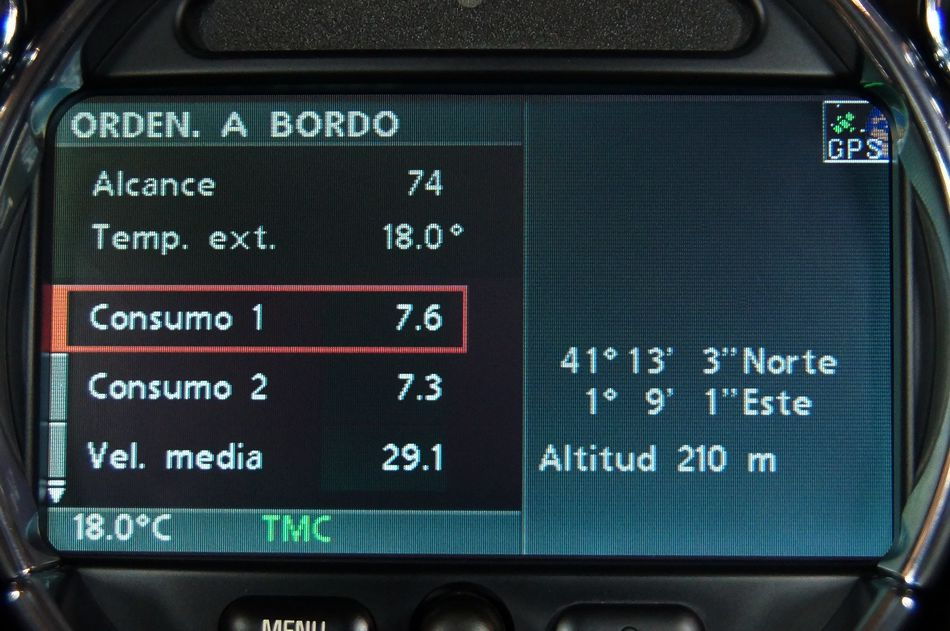 ORDEN. A BORDO
GPS
Alcance 74
Temp. ext. 18.0°
Consumo 1 7.6
Consumo 2 7.3
Vel. media 29.1
41° 13' 3" Norte
1° 9' 1" Este
Altitud 210 m
18.0°C TMC
MENU